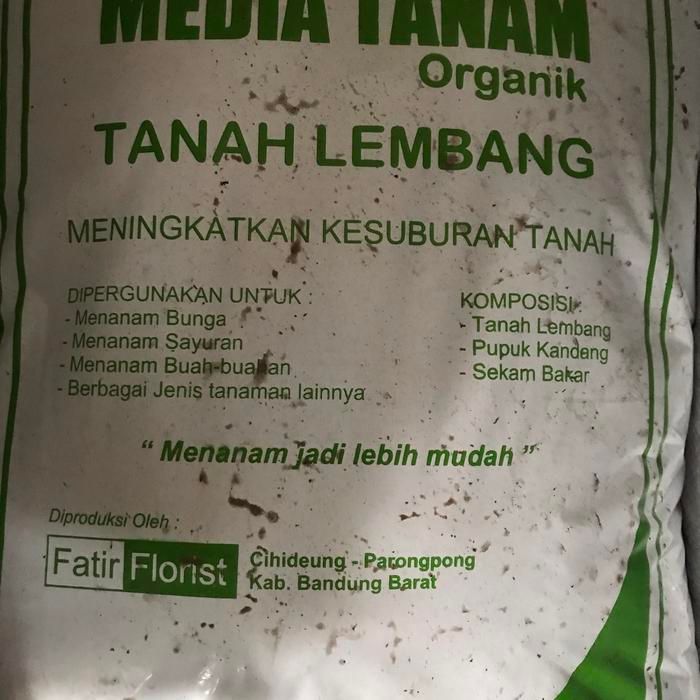 MEDIA TANAM
Organik
TANAH LEMBANG
MENINGKATKAN KESUBURAN TANAH
DIPERGUNAKAN UNTUK :
- Menanam Bunga
- Menanam Sayuran
- Menanam Buah-buahan
- Berbagai Jenis tanaman lainnya
KOMPOSISI :
- Tanah Lembang
- Pupuk Kandang
- Sekam Bakar
“ Menanam jadi lebih mudah ”
Diproduksi Oleh :
Fatir Florist
Cihideung - Parongpong
Kab. Bandung Barat